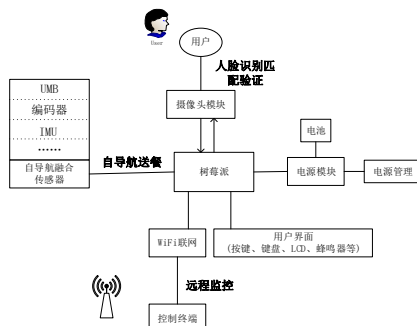 User
用户
人脸识别匹
配验证
UMB
编码器
IMU
......
自导航融合
传感器
摄像头模块
电池
自导航送餐
树莓派
电源模块
电源管理
WiFi联网
用户界面
(按键、键盘、LCD、蜂鸣器等)
远程监控
控制终端